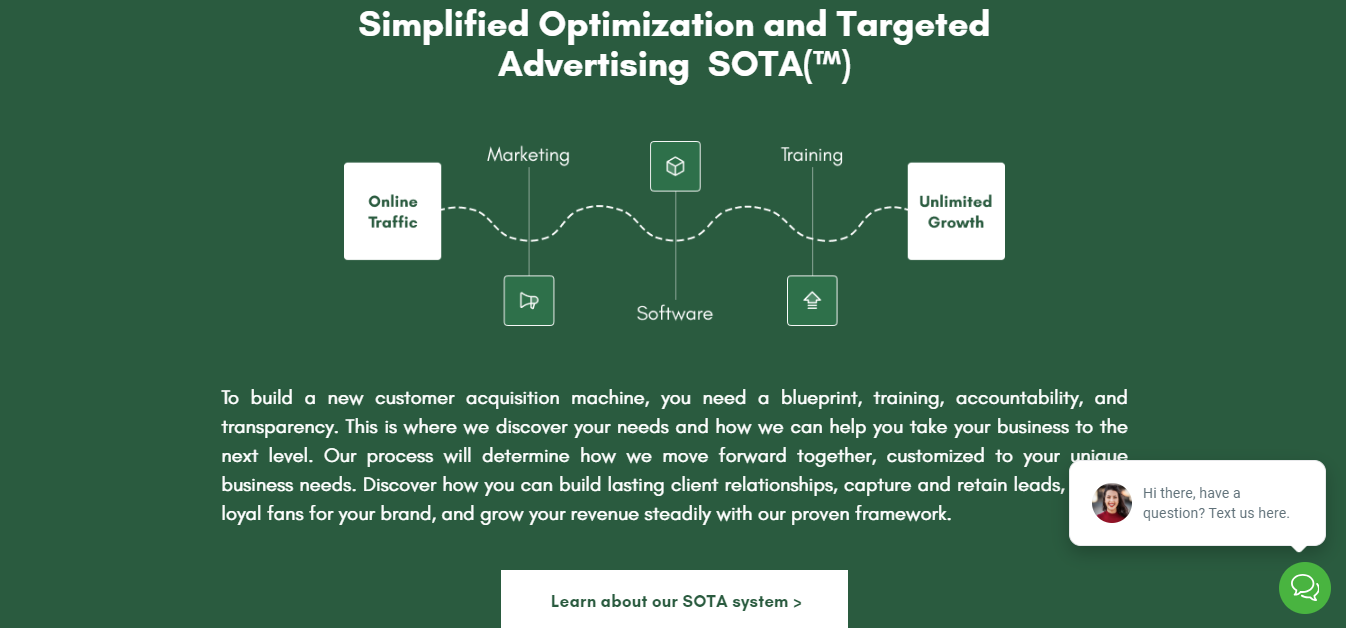 Simplified Optimization and Targeted
Advertising SOTA(™)
Marketing
Training
Online
Traffic
Unlimited
Growth
Software
To build a new customer acquisition machine, you need a blueprint, training, accountability, and
transparency. This is where we discover your needs and how we can help you take your business to the
next level. Our process will determine how we move forward together, customized to your unique
business needs. Discover how you can build lasting client relationships, capture and retain leads,
loyal fans for your brand, and grow your revenue steadily with our proven framework.
Hi there, have a
question? Text us here.
Learn about our SOTA system >